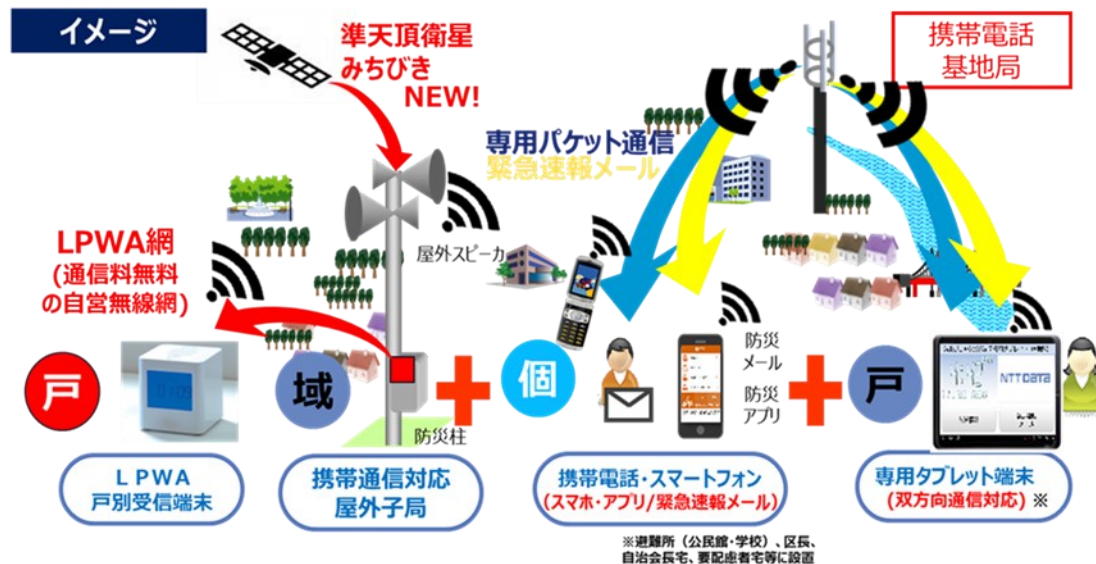 イメージ
準天頂衛星
みちびき
NEW!
携帯電話
基地局
専用パケット通信
緊急速報メール
屋外スピーカ
LPWA網
(通信料無料
の自営無線網)
戸
域
個
戸
防災
メール
防災
アプリ
NTT DATA
防災柱
LPWA
戸別受信端末
携帯通信対応
屋外子局
携帯電話・スマートフォン
(スマホ・アプリ/緊急速報メール)
専用タブレット端末
(双方向通信対応) ※
※避難所（公民館・学校）、区長、
自治会長宅、要配慮者宅等に設置